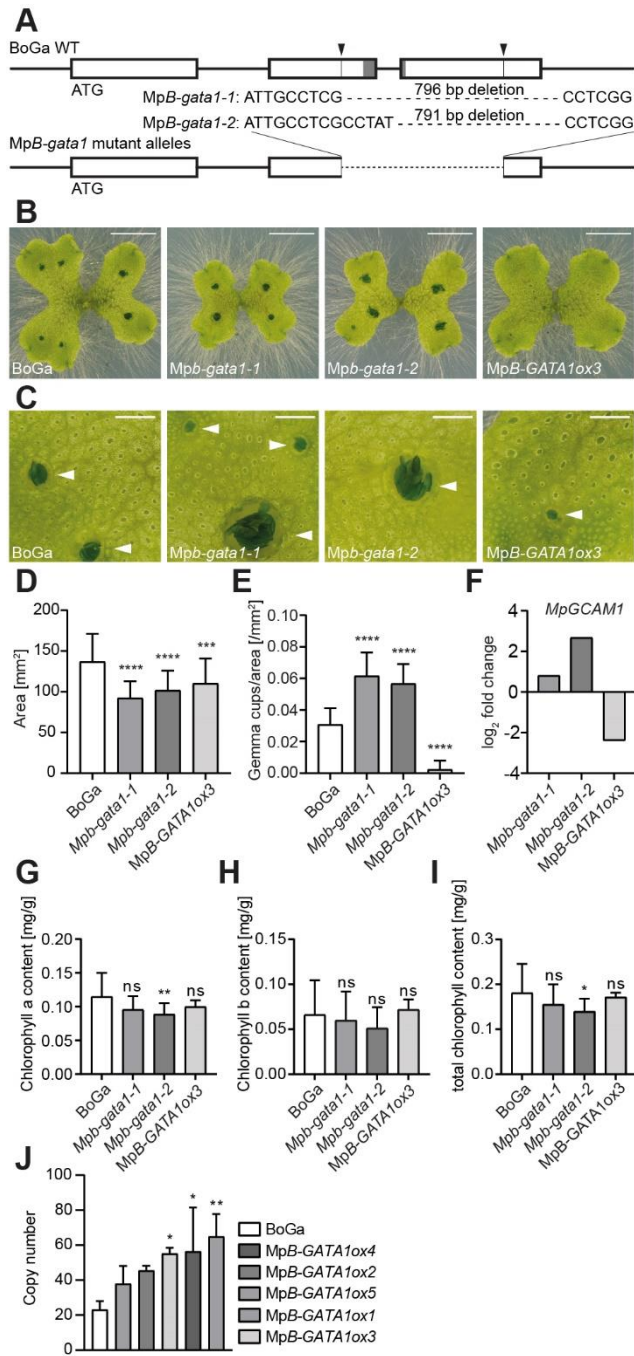 A
BoGa WT
ATG
MpB-gata1-1: ATTGCCTCG 796 bp deletion CCTCGG
MpB-gata1-2: ATTGCCTCGCCTAT 791 bp deletion CCTCGG
MpB-gata1 mutant alleles
ATG
B
BoGa
Mpb-gata1-1
Mpb-gata1-2
MpB-GATA1ox3
C
BoGa
Mpb-gata1-1
Mpb-gata1-2
MpB-GATA1ox3
D
Area [mm²]
200
150
100
50
0
****
****
***
BoGa
Mpb-gata1-1
Mpb-gata1-2
MpB-GATA1ox3
E
Gemma cups/area [/mm²]
0.10
0.08
0.06
0.04
0.02
0.00
****
****
****
BoGa
Mpb-gata1-1
Mpb-gata1-2
MpB-GATA1ox3
F
MpGCAM1
log₂ fold change
4
2
0
-2
-4
Mpb-gata1-1
Mpb-gata1-2
MpB-GATA1ox3
G
Chlorophyll a content [mg/g]
0.20
0.15
0.10
0.05
0.00
ns
**
ns
BoGa
Mpb-gata1-1
Mpb-gata1-2
MpB-GATA1ox3
H
Chlorophyll b content [mg/g]
0.15
0.10
0.05
0.00
ns
ns
ns
BoGa
Mpb-gata1-1
Mpb-gata1-2
MpB-GATA1ox3
I
total chlorophyll content [mg/g]
0.3
0.2
0.1
0.0
ns
*
ns
BoGa
Mpb-gata1-1
Mpb-gata1-2
MpB-GATA1ox3
J
Copy number
100
80
60
40
20
0
*
*
**
BoGa
MpB-GATA1ox4
MpB-GATA1ox2
MpB-GATA1ox5
MpB-GATA1ox1
MpB-GATA1ox3